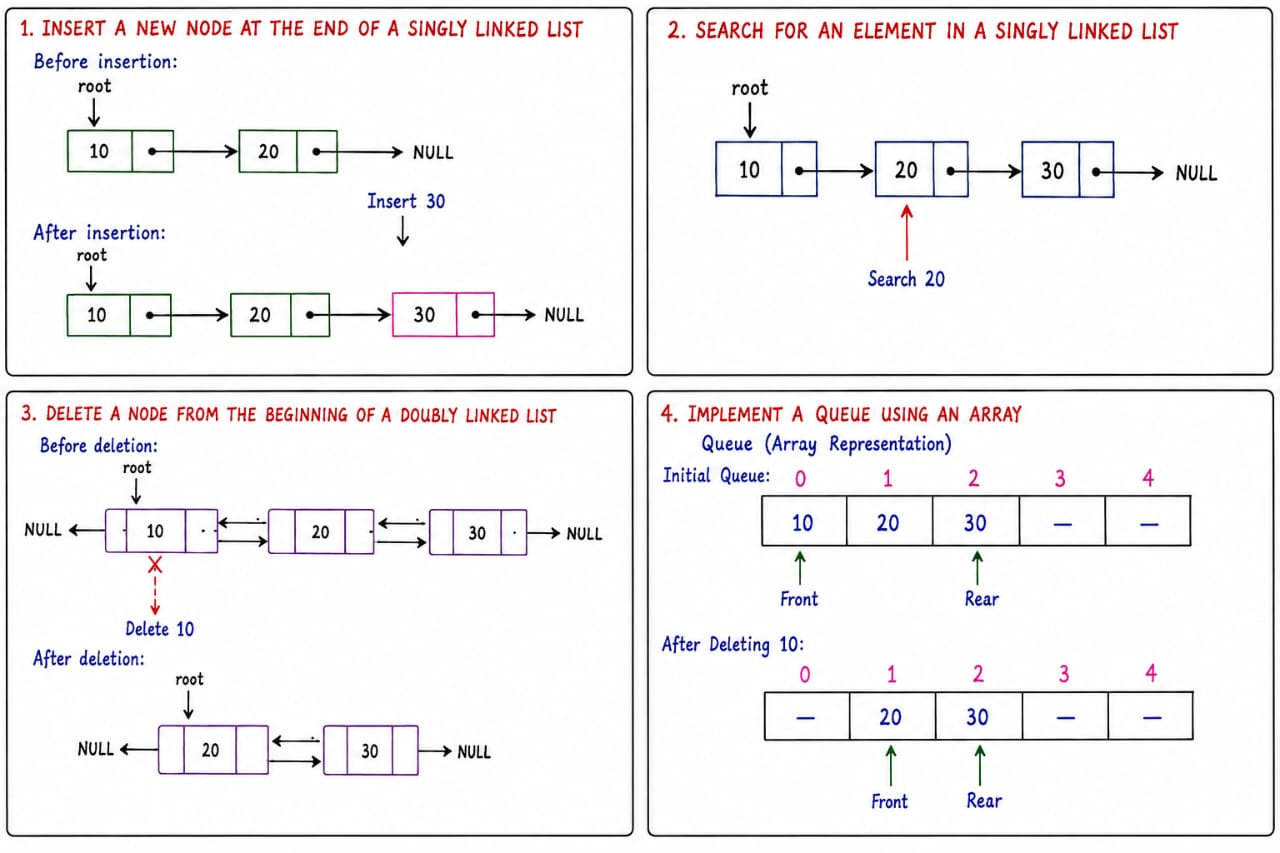 1. INSERT A NEW NODE AT THE END OF A SINGLY LINKED LIST
Before insertion:
root
10 20 NULL
Insert 30
After insertion:
root
10 20 30 NULL
2. SEARCH FOR AN ELEMENT IN A SINGLY LINKED LIST
root
10 20 30 NULL
Search 20
3. DELETE A NODE FROM THE BEGINNING OF A DOUBLY LINKED LIST
Before deletion:
root
NULL 10 20 30 NULL
Delete 10
After deletion:
root
NULL 20 30 NULL
4. IMPLEMENT A QUEUE USING AN ARRAY
Queue (Array Representation)
Initial Queue: 0 1 2 3 4
10 20 30 — —
Front Rear
After Deleting 10:
0 1 2 3 4
— 20 30 — —
Front Rear